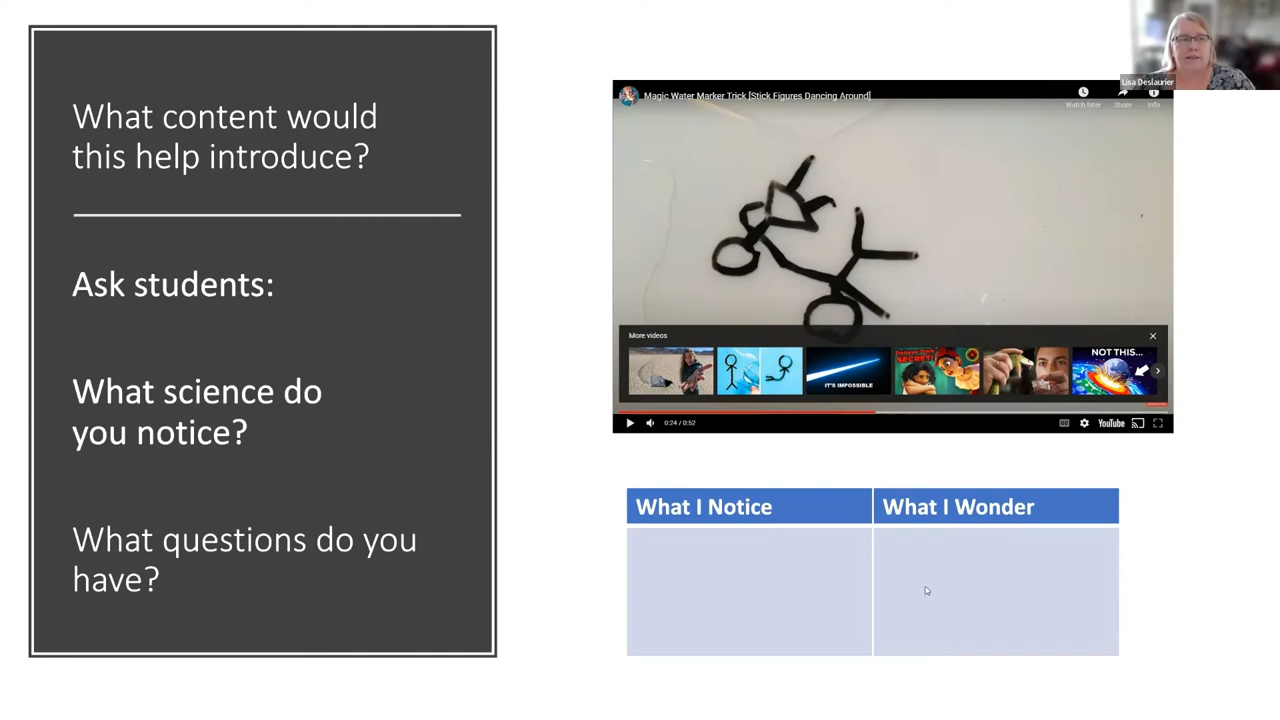 What content would
this help introduce?
Ask students:
What science do
you notice?
What questions do you
have?
Lisa Deslaurier
Magic Water Marker Trick [Stick Figures Dancing Around]
Watch later
Share
Info
More videos
IT'S IMPOSSIBLE
SECRET!
NOT THIS...
0:24 / 0:52
CC
YouTube
What I Notice
What I Wonder